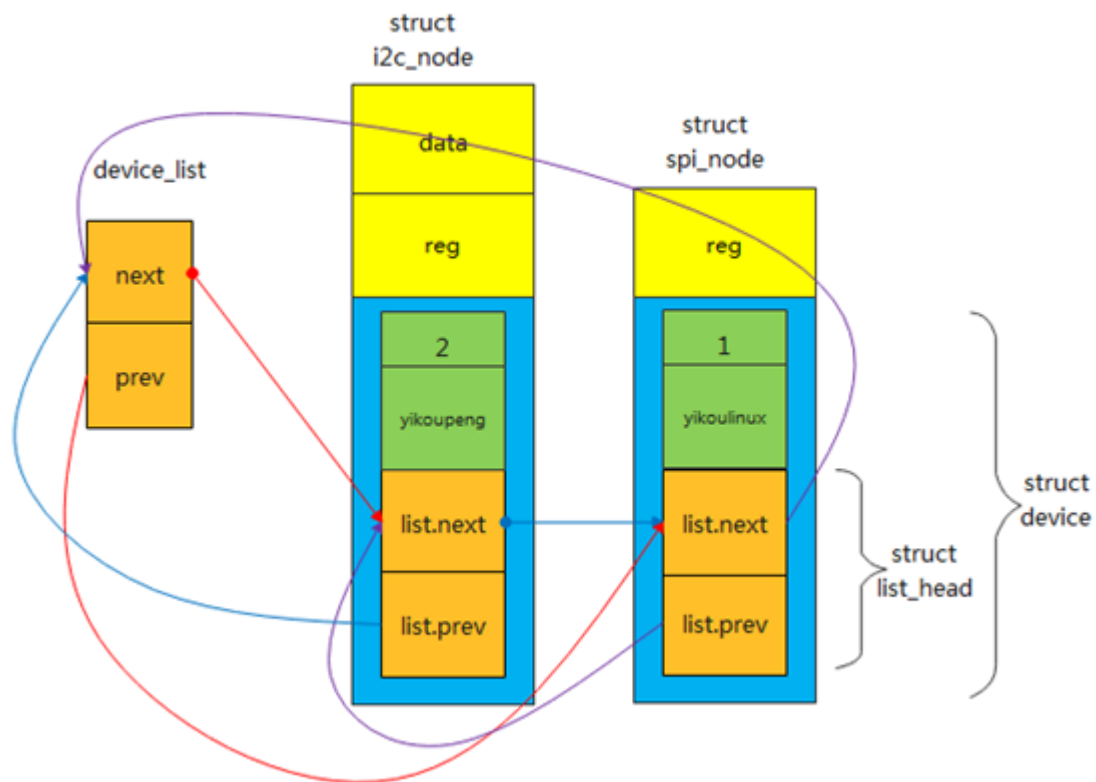 struct
i2c_node
struct
spi_node
device_list
data
reg
reg
next
prev
2
1
yikoupeng
yikoulinux
list.next
list.next
list.prev
list.prev
struct
list_head
struct
device